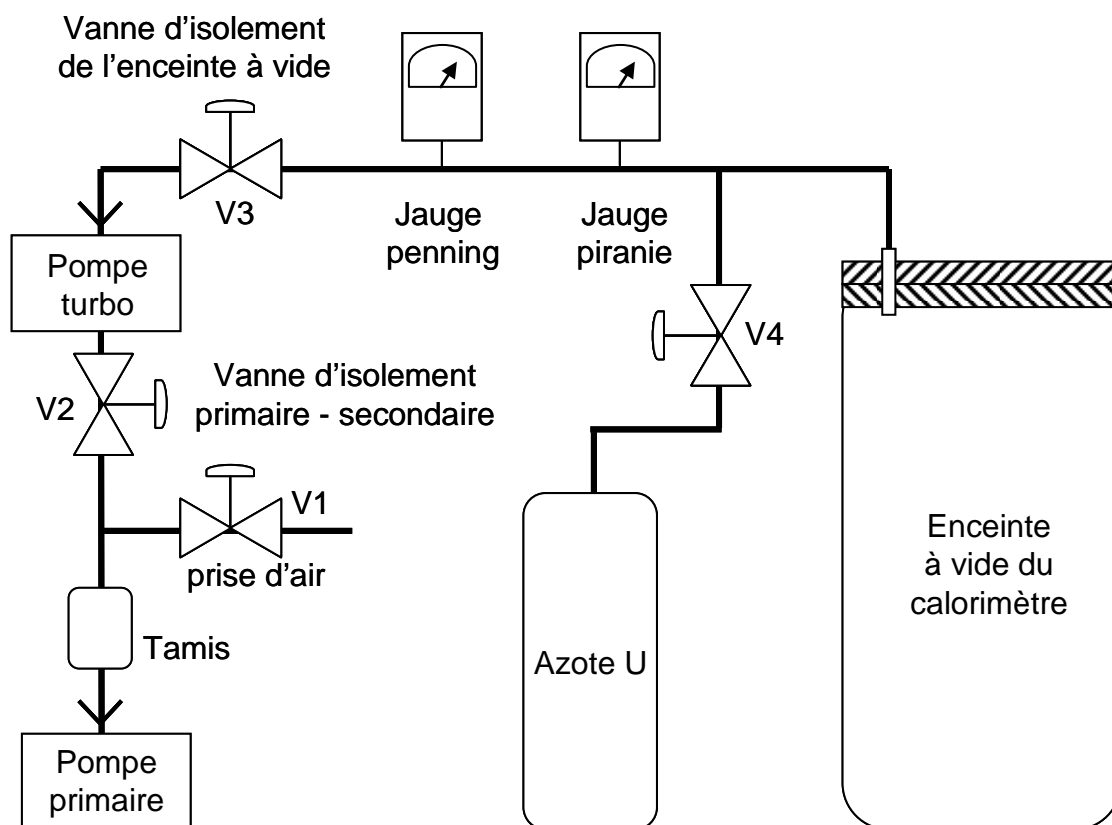 Vanne d'isolement
de l'enceinte à vide
V3
Jauge
penning
Jauge
piranie
Pompe
turbo
V4
Vanne d'isolement
primaire - secondaire
V2
V1
prise d'air
Enceinte
à vide du
calorimètre
Tamis
Azote U
Pompe
primaire